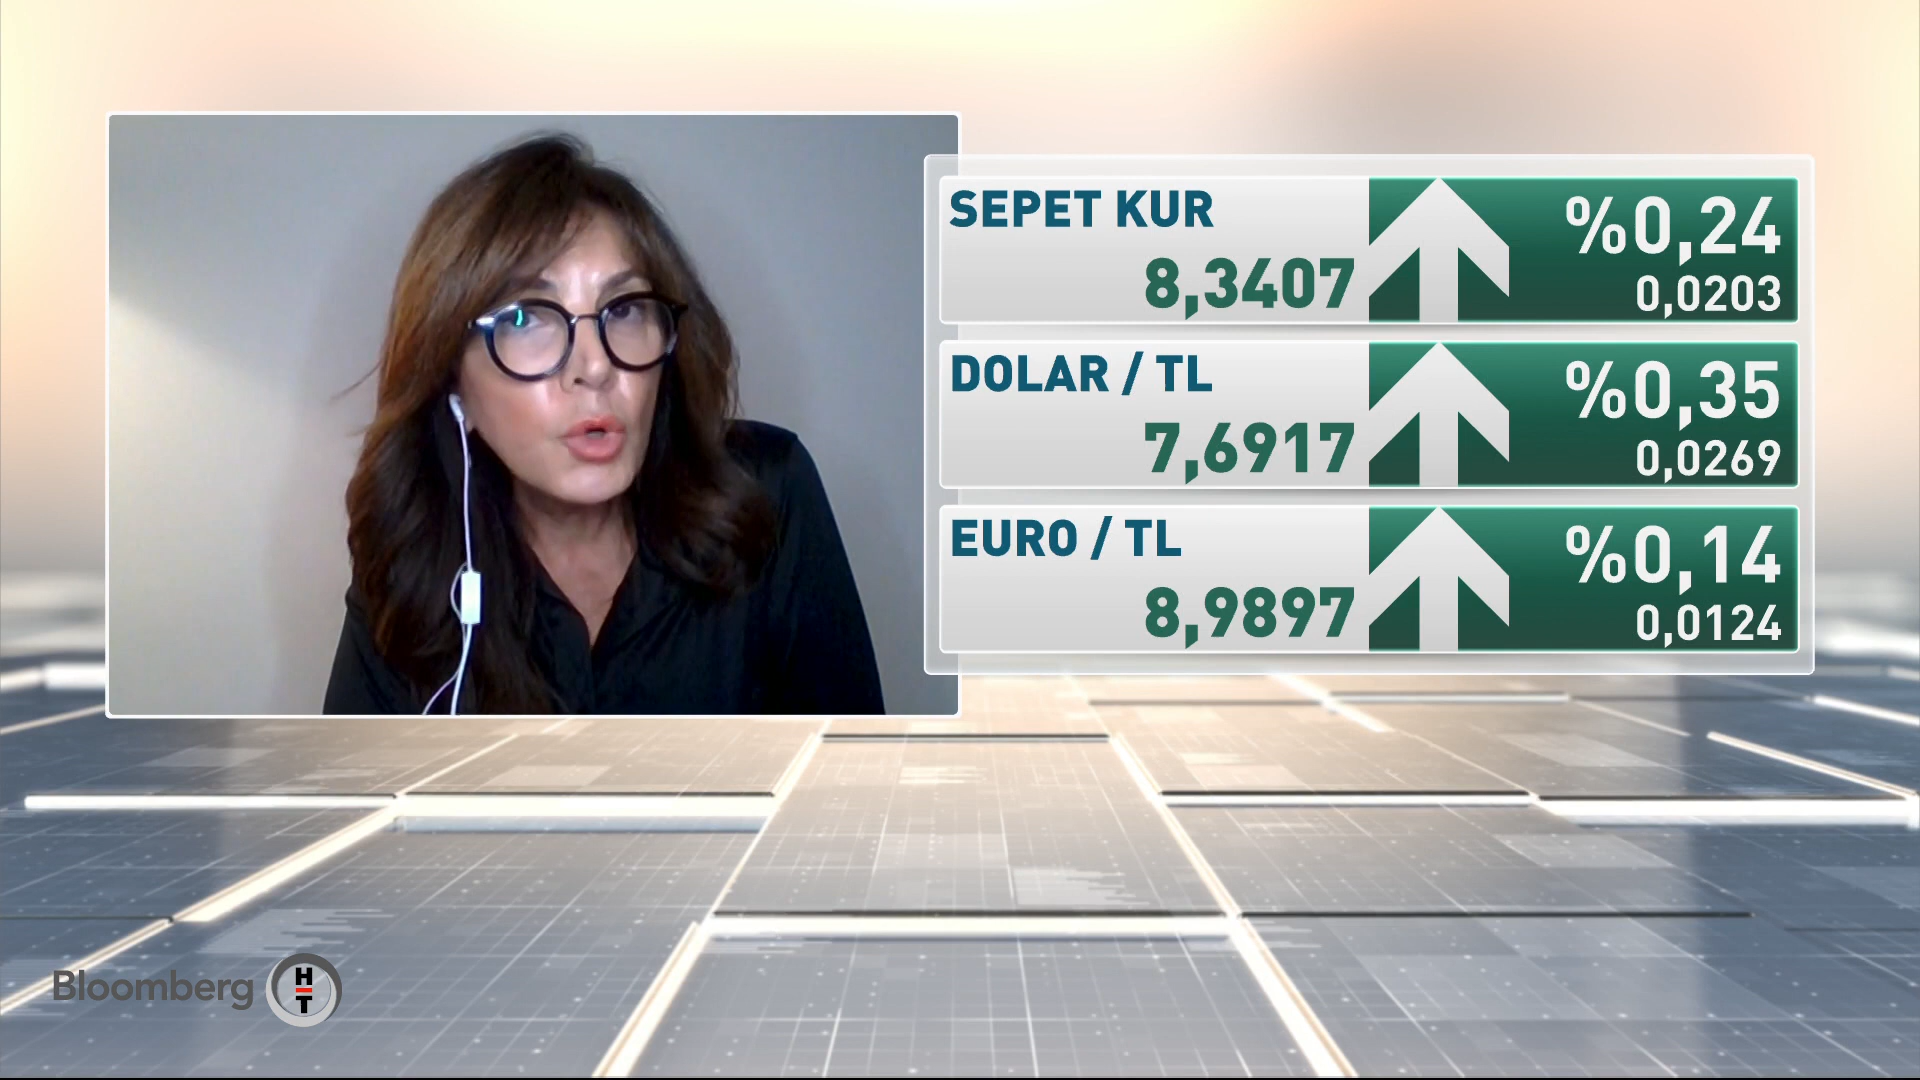 SEPET KUR
8,3407
%0,24
0,0203
DOLAR / TL
7,6917
%0,35
0,0269
EURO / TL
8,9897
%0,14
0,0124
Bloomberg HT